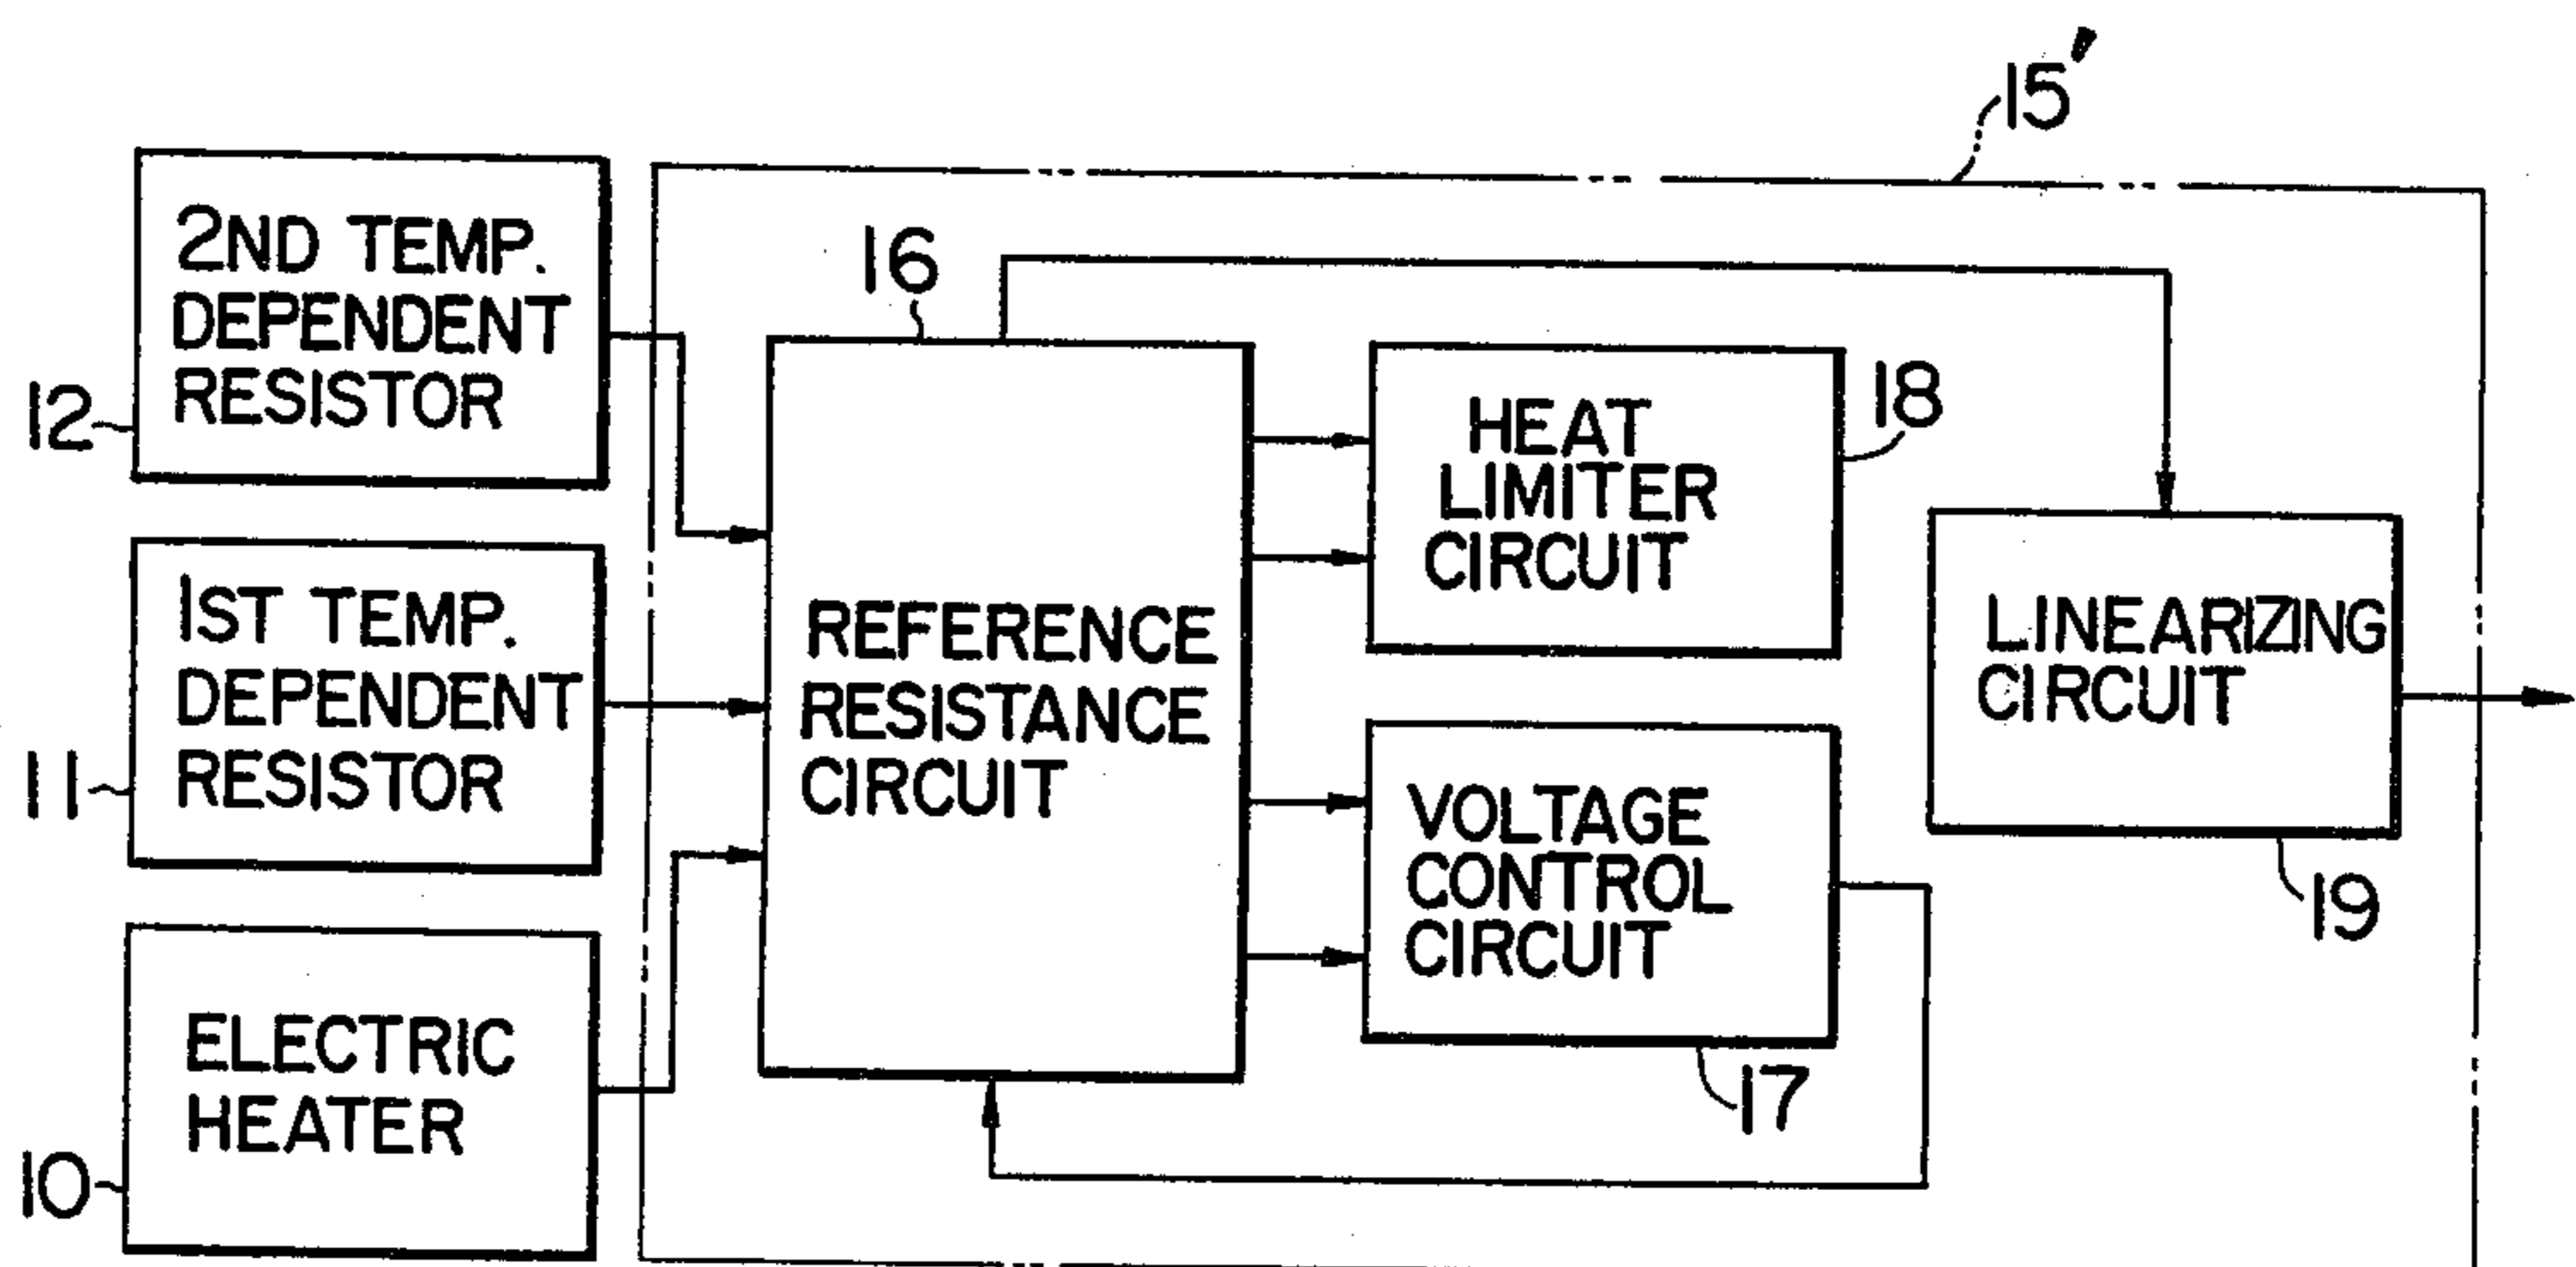 15'
2ND TEMP.
DEPENDENT
RESISTOR
12
1ST TEMP.
DEPENDENT
RESISTOR
11
ELECTRIC
HEATER
10
16
REFERENCE
RESISTANCE
CIRCUIT
HEAT
LIMITER
CIRCUIT
18
VOLTAGE
CONTROL
CIRCUIT
17
LINEARIZING
CIRCUIT
19